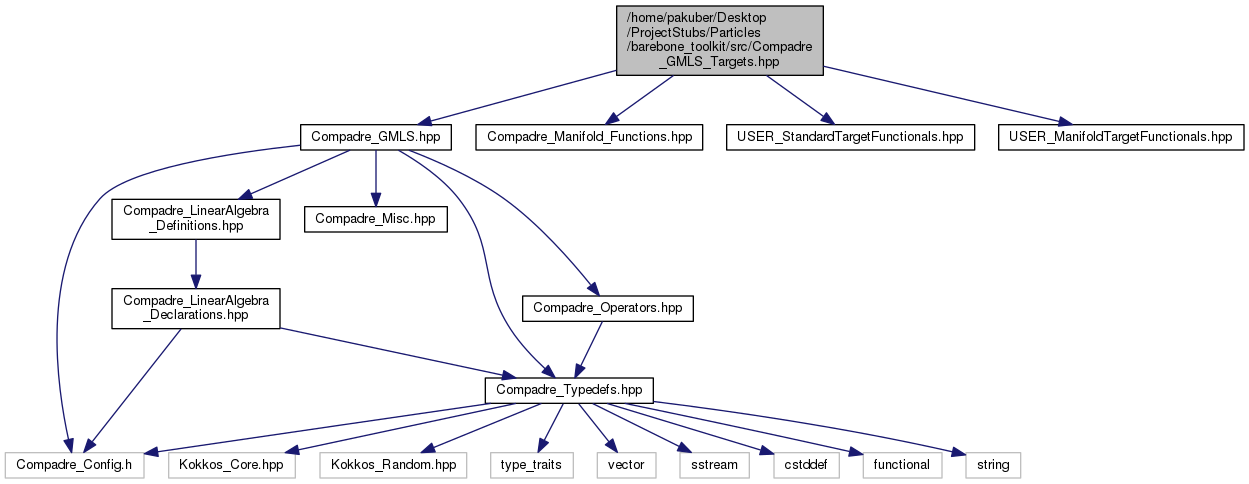 /home/pakuber/Desktop
/ProjectStubs/Particles
/barebone_toolkit/src/Compadre
_GMLS_Targets.hpp
Compadre_GMLS.hpp
Compadre_Manifold_Functions.hpp
USER_StandardTargetFunctionals.hpp
USER_ManifoldTargetFunctionals.hpp
Compadre_LinearAlgebra
_Definitions.hpp
Compadre_Misc.hpp
Compadre_LinearAlgebra
_Declarations.hpp
Compadre_Operators.hpp
Compadre_Typedefs.hpp
Compadre_Config.h
Kokkos_Core.hpp
Kokkos_Random.hpp
type_traits
vector
sstream
cstddef
functional
string